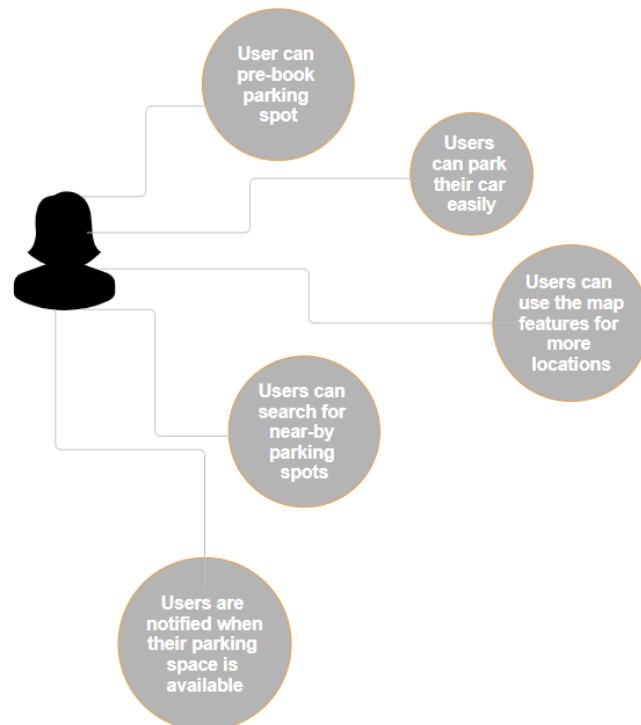 User can
pre-book
parking
spot
Users
can park
their car
easily
Users can
use the map
features for
more
locations
Users can
search for
near-by
parking
spots
Users are
notified when
their parking
space is
available